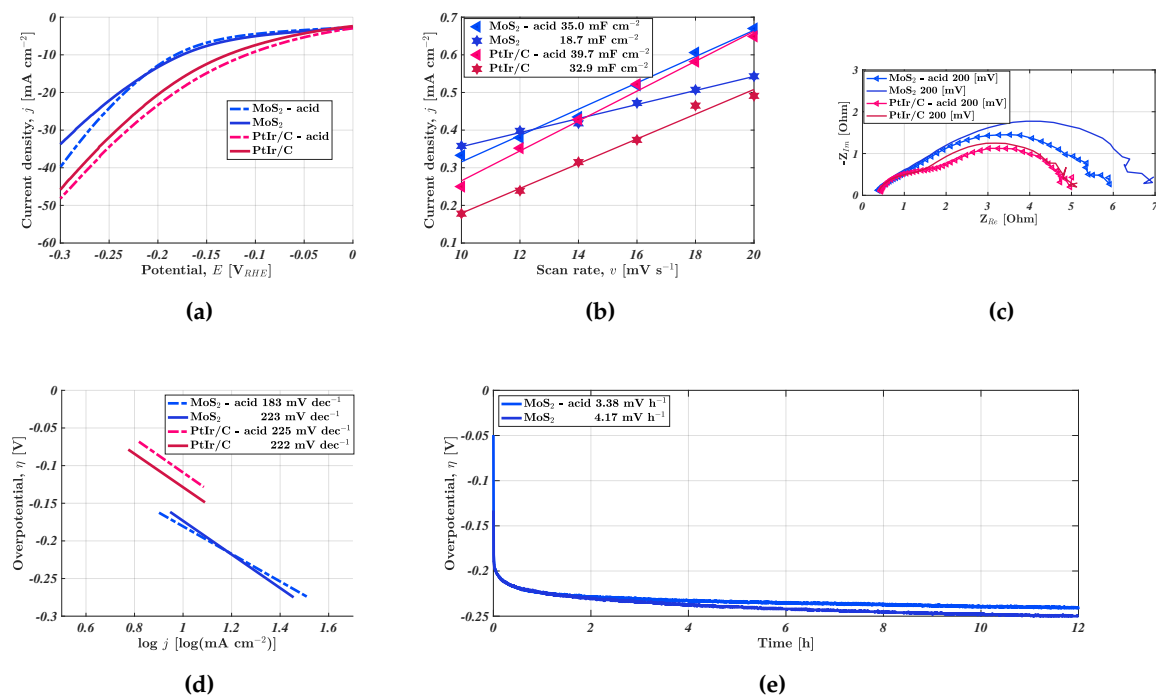 0
-10
-20
-30
-40
-50
-60
-0.3
-0.25
-0.2
-0.15
-0.1
-0.05
0
Current density, j [mA cm⁻²]
Potential, E [V_RHE]
MoS₂ - acid
MoS₂
PtIr/C - acid
PtIr/C
(a)
0.7
0.6
0.5
0.4
0.3
0.2
0.1
10
12
14
16
18
20
Current density, j [mA cm⁻²]
Scan rate, v [mV s⁻¹]
MoS₂ - acid 35.0 mF cm⁻²
MoS₂ 18.7 mF cm⁻²
PtIr/C - acid 39.7 mF cm⁻²
PtIr/C 32.9 mF cm⁻²
(b)
3
2
1
0
0
1
2
3
4
5
6
7
-Z_Im [Ohm]
Z_Re [Ohm]
MoS₂ - acid 200 [mV]
MoS₂ 200 [mV]
PtIr/C - acid 200 [mV]
PtIr/C 200 [mV]
(c)
0
-0.05
-0.1
-0.15
-0.2
-0.25
-0.3
0.6
0.8
1
1.2
1.4
1.6
Overpotential, η [V]
log j [log(mA cm⁻²)]
MoS₂ - acid 183 mV dec⁻¹
MoS₂ 223 mV dec⁻¹
PtIr/C - acid 225 mV dec⁻¹
PtIr/C 222 mV dec⁻¹
(d)
0
-0.05
-0.1
-0.15
-0.2
-0.25
0
2
4
6
8
10
12
Overpotential, η [V]
Time [h]
MoS₂ - acid 3.38 mV h⁻¹
MoS₂ 4.17 mV h⁻¹
(e)